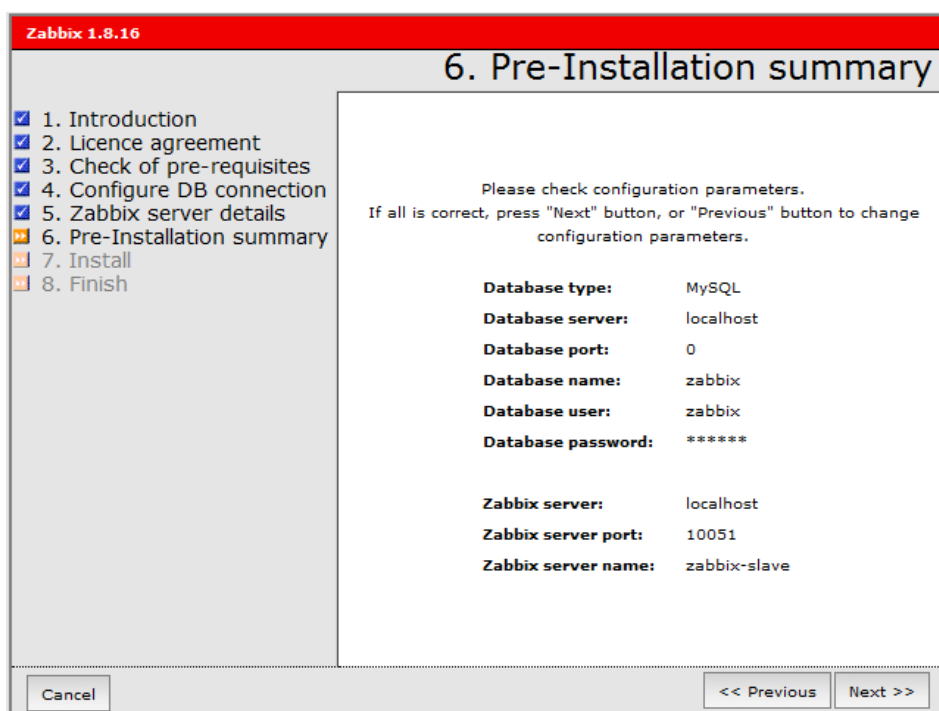 Zabbix 1.8.16
6. Pre-Installation summary
1. Introduction
2. Licence agreement
3. Check of pre-requisites
4. Configure DB connection
5. Zabbix server details
6. Pre-Installation summary
7. Install
8. Finish
Please check configuration parameters.
If all is correct, press "Next" button, or "Previous" button to change
configuration parameters.
Database type: MySQL
Database server: localhost
Database port: 0
Database name: zabbix
Database user: zabbix
Database password: ******
Zabbix server: localhost
Zabbix server port: 10051
Zabbix server name: zabbix-slave
Cancel << Previous Next >>